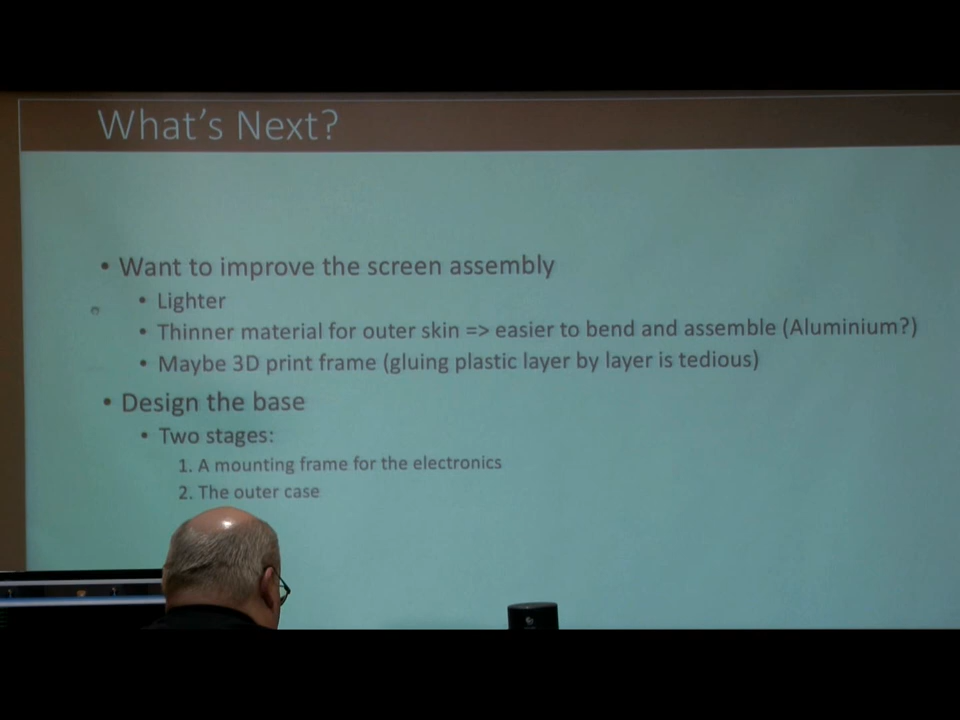 What's Next?
• Want to improve the screen assembly
• Lighter
• Thinner material for outer skin => easier to bend and assemble (Aluminium?)
• Maybe 3D print frame (gluing plastic layer by layer is tedious)
• Design the base
• Two stages:
1. A mounting frame for the electronics
2. The outer case